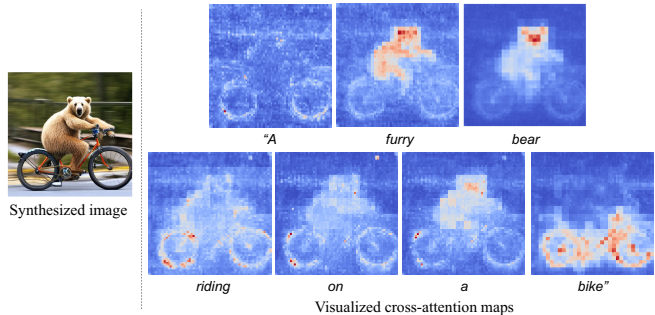 “A furry bear
Synthesized image
riding on a bike”
Visualized cross-attention maps